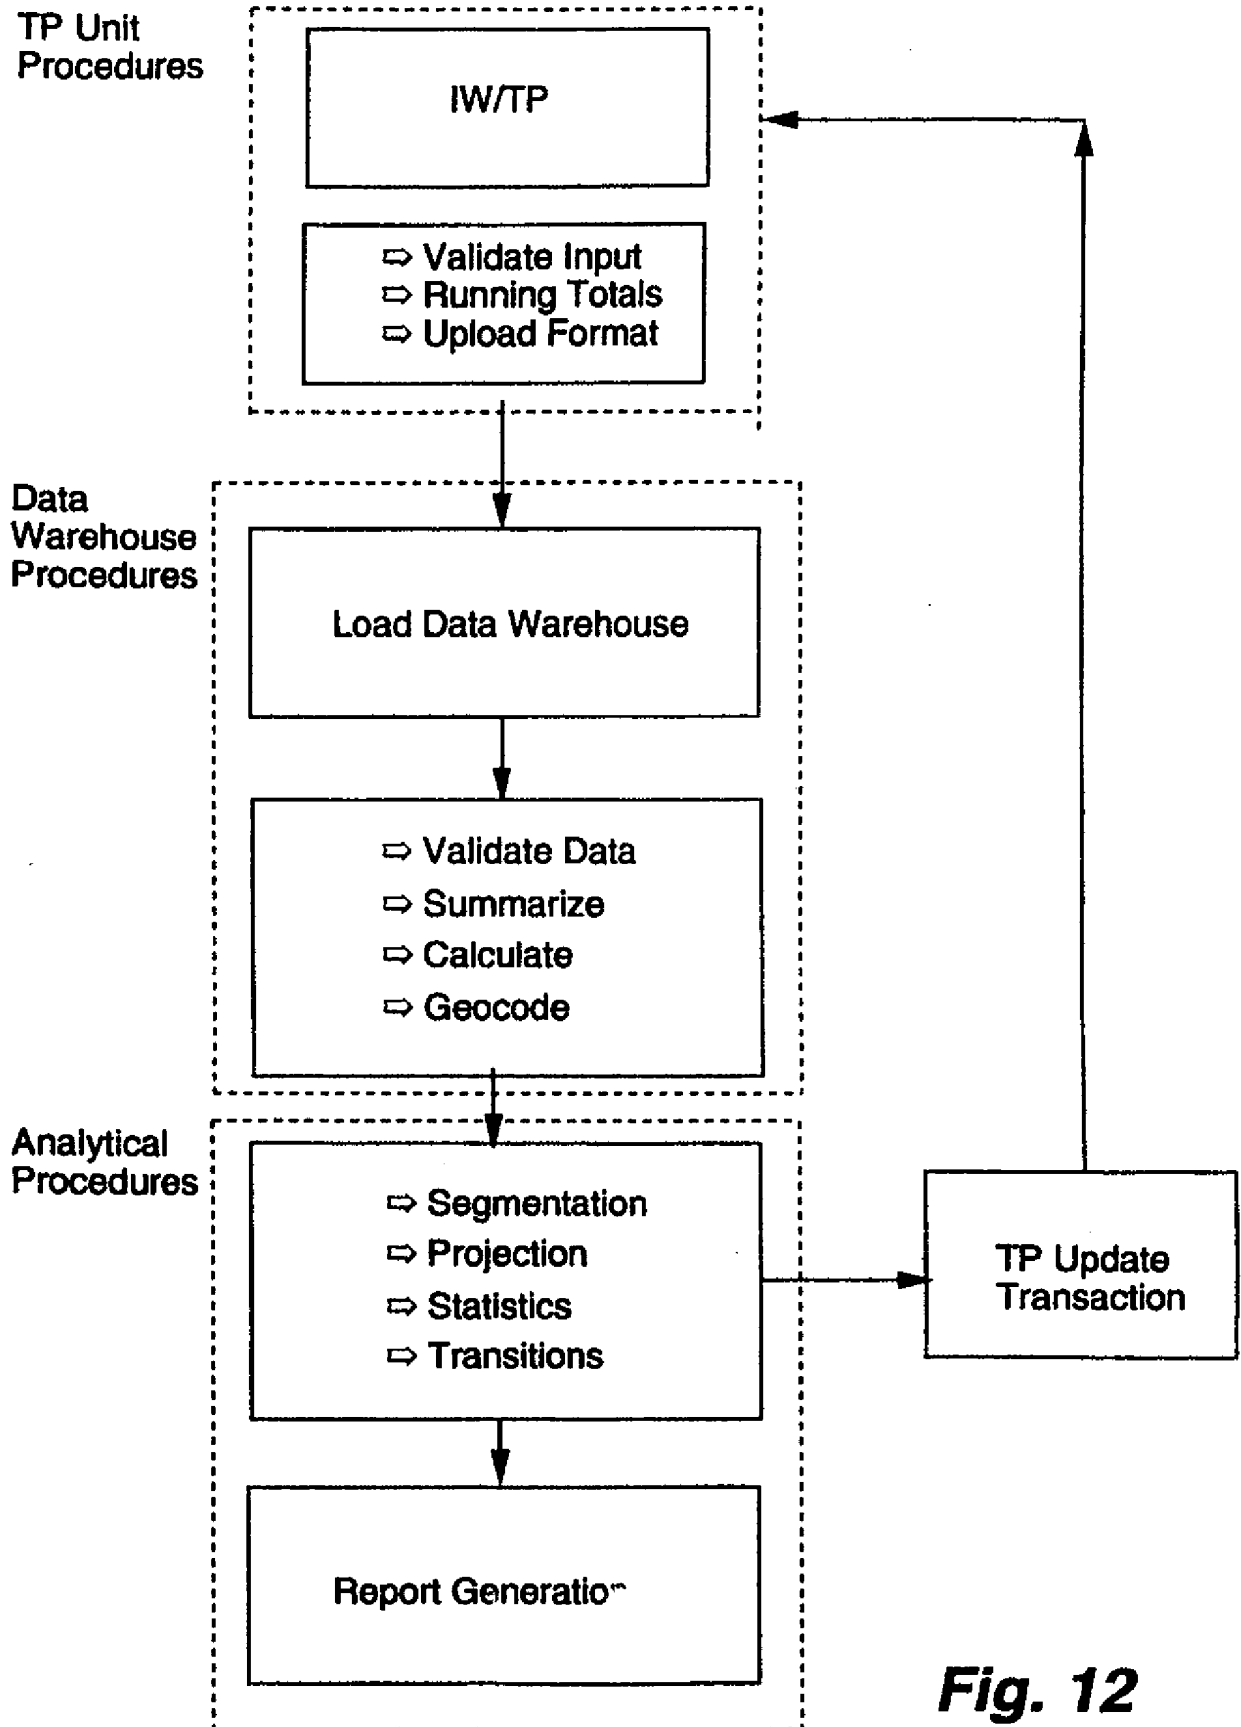 TP Unit
Procedures
IW/TP
⇨ Validate Input
⇨ Running Totals
⇨ Upload Format
Data
Warehouse
Procedures
Load Data Warehouse
⇨ Validate Data
⇨ Summarize
⇨ Calculate
⇨ Geocode
Analytical
Procedures
⇨ Segmentation
⇨ Projection
⇨ Statistics
⇨ Transitions
TP Update
Transaction
Report Generation
Fig. 12